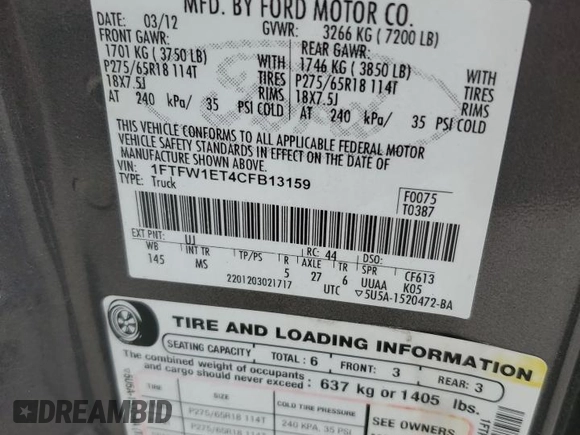 MFD. BY FORD MOTOR CO.
DATE: 03/12 GVWR: 3266 KG ( 7200 LB)
FRONT GAWR: REAR GAWR:
1701 KG ( 3750 LB) WITH 1746 KG ( 3850 LB) WITH
P275/65R18 114T TIRES P275/65R18 114T TIRES
18X7.5J RIMS 18X7.5J RIMS
AT 240 kPa/ 35 PSI COLD AT 240 kPa/ 35 PSI COLD
THIS VEHICLE CONFORMS TO ALL APPLICABLE FEDERAL MOTOR
VEHICLE SAFETY STANDARDS IN EFFECT ON THE DATE OF
MANUFACTURE SHOWN ABOVE.
VIN: 1FTFW1ET4CFB13159
TYPE: Truck
F0075
T0387
EXT PNT: UJ RC: 44 DSO:
WB INT TR TP/PS R AXLE TR SPR CF613
145 MS 5 27 6 UUAA K05
2201203021717 UTC ▽5U5A-1520472-BA
TIRE AND LOADING INFORMATION
SEATING CAPACITY TOTAL: 6 FRONT: 3 REAR: 3
The combined weight of occupants
and cargo should never exceed: 637 kg or 1405 lbs.
TIRE SIZE COLD TIRE PRESSURE
P275/65R18 114T 240 KPA, 35 PSI
SEE OWNERS
P275/65R18 114T
DREAMBID